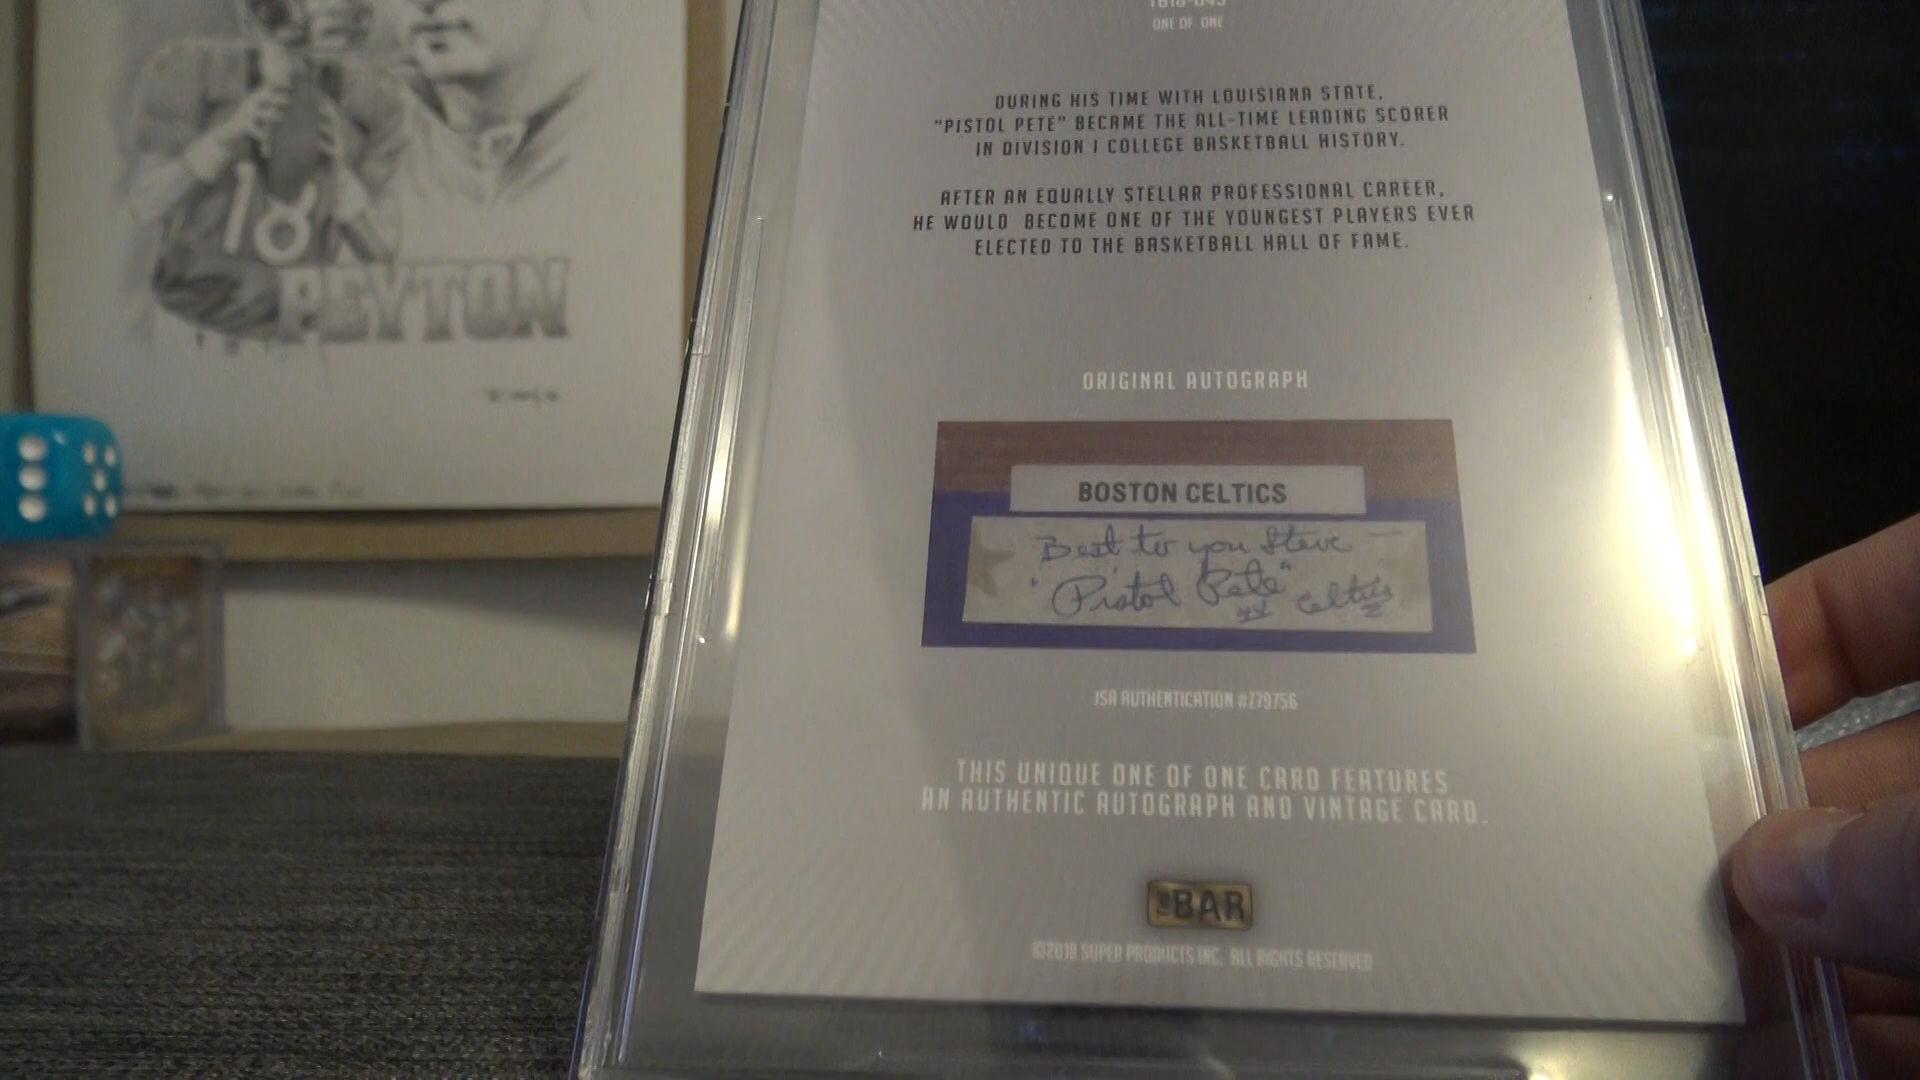 ONE OF ONE
DURING HIS TIME WITH LOUISIANA STATE,
"PISTOL PETE" BECAME THE ALL-TIME LEADING SCORER
IN DIVISION I COLLEGE BASKETBALL HISTORY.
AFTER AN EQUALLY STELLAR PROFESSIONAL CAREER,
HE WOULD BECOME ONE OF THE YOUNGEST PLAYERS EVER
ELECTED TO THE BASKETBALL HALL OF FAME.
ORIGINAL AUTOGRAPH
BOSTON CELTICS
Best to you Steve
"Pistol Pete"
44 Celtics
JSA AUTHENTICATION #Z79756
THIS UNIQUE ONE OF ONE CARD FEATURES
AN AUTHENTIC AUTOGRAPH AND VINTAGE CARD.
THE BAR
©2018 SUPER PRODUCTS INC. ALL RIGHTS RESERVED
18
PEYTON